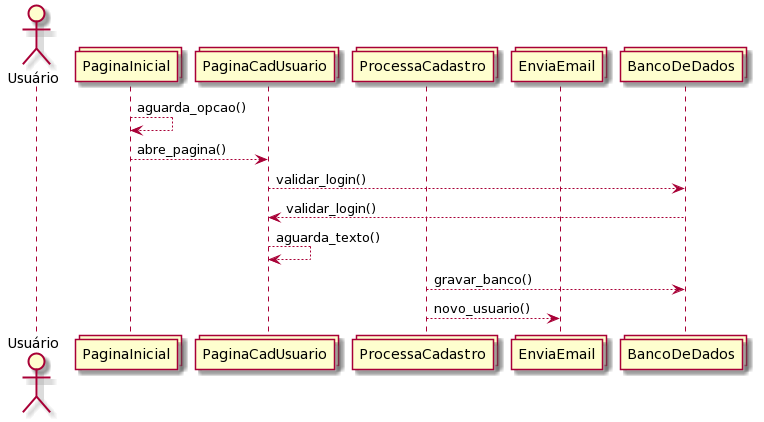 Usuário
PaginaInicial
PaginaCadUsuario
ProcessaCadastro
EnviaEmail
BancoDeDados
aguarda_opcao()
abre_pagina()
validar_login()
validar_login()
aguarda_texto()
gravar_banco()
novo_usuario()
Usuário
PaginaInicial
PaginaCadUsuario
ProcessaCadastro
EnviaEmail
BancoDeDados